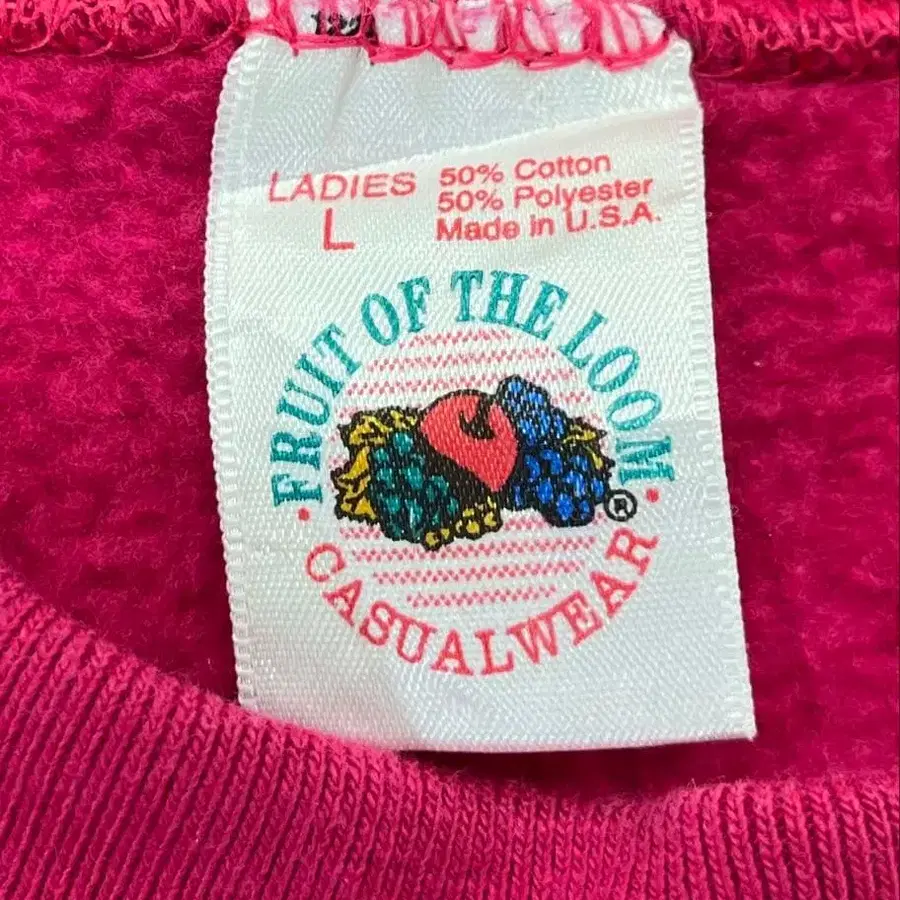 LADIES
L
50% Cotton
50% Polyester
Made in U.S.A.
FRUIT OF THE LOOM
®
CASUALWEAR